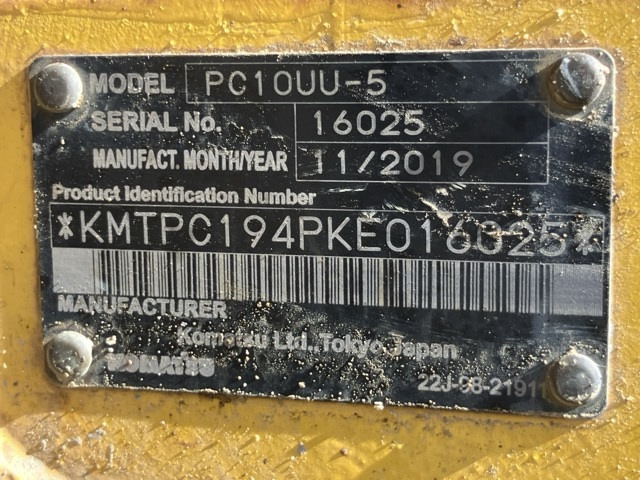 MODEL PC10UU-5
SERIAL No. 16025
MANUFACT. MONTH/YEAR 11/2019
Product Identification Number
*KMTPC194PKE016025*
MANUFACTURER
Komatsu Ltd., Tokyo Japan
KOMATSU
22J-98-21911